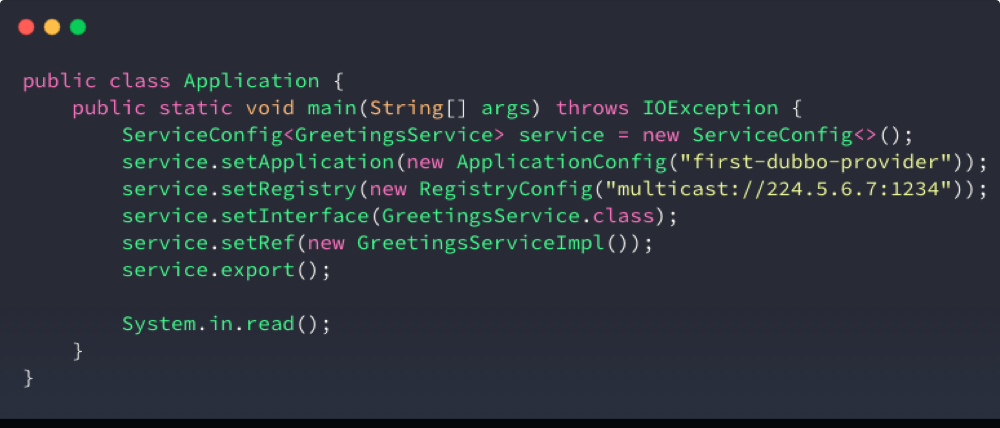 public class Application {
    public static void main(String[] args) throws IOException {
        ServiceConfig<GreetingsService> service = new ServiceConfig<>();
        service.setApplication(new ApplicationConfig("first-dubbo-provider"));
        service.setRegistry(new RegistryConfig("multicast://224.5.6.7:1234"));
        service.setInterface(GreetingsService.class);
        service.setRef(new GreetingsServiceImpl());
        service.export();

        System.in.read();
    }
}